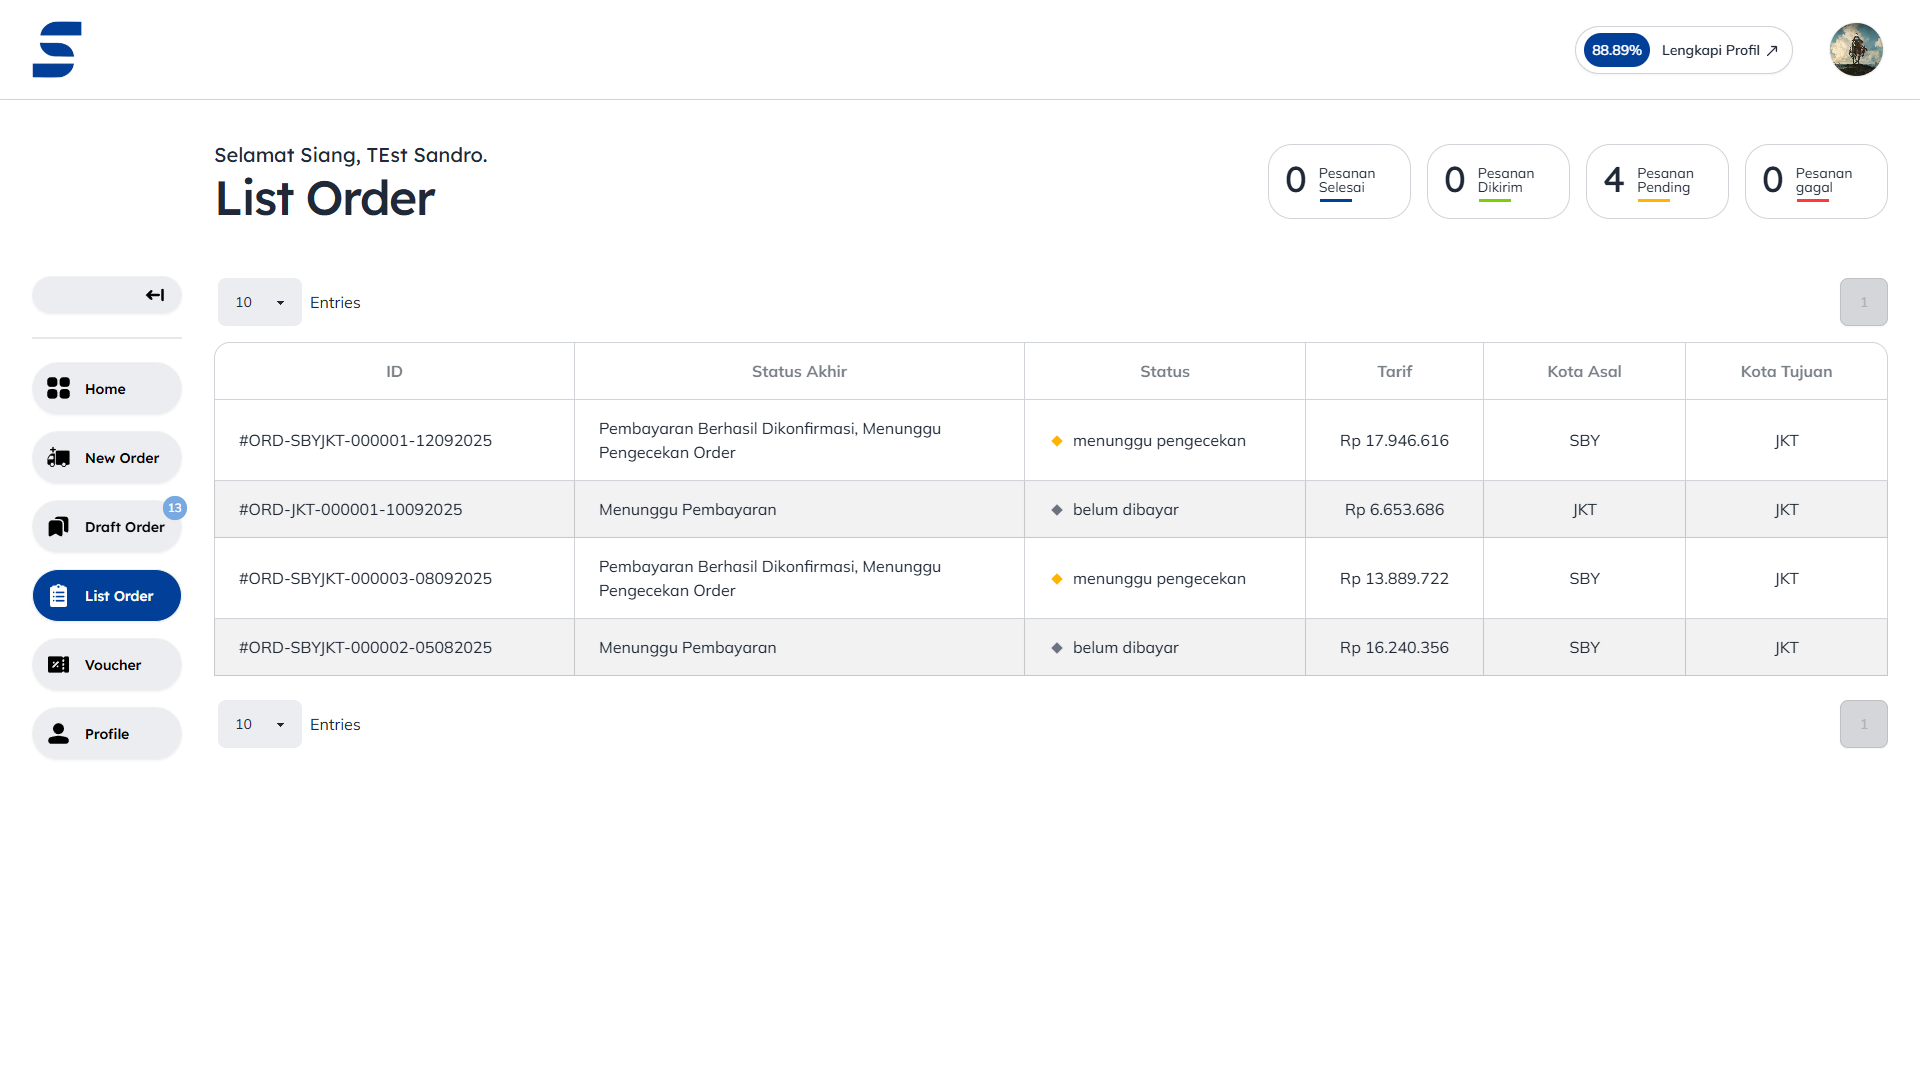 88.89% Lengkapi Profil
Selamat Siang, TEst Sandro.
List Order
0 Pesanan Selesai
0 Pesanan Dikirim
4 Pesanan Pending
0 Pesanan gagal
Home
New Order
Draft Order 13
List Order
Voucher
Profile
10 Entries 1
ID Status Akhir Status Tarif Kota Asal Kota Tujuan
#ORD-SBYJKT-000001-12092025 Pembayaran Berhasil Dikonfirmasi, Menunggu Pengecekan Order menunggu pengecekan Rp 17.946.616 SBY JKT
#ORD-JKT-000001-10092025 Menunggu Pembayaran belum dibayar Rp 6.653.686 JKT JKT
#ORD-SBYJKT-000003-08092025 Pembayaran Berhasil Dikonfirmasi, Menunggu Pengecekan Order menunggu pengecekan Rp 13.889.722 SBY JKT
#ORD-SBYJKT-000002-05082025 Menunggu Pembayaran belum dibayar Rp 16.240.356 SBY JKT
10 Entries 1